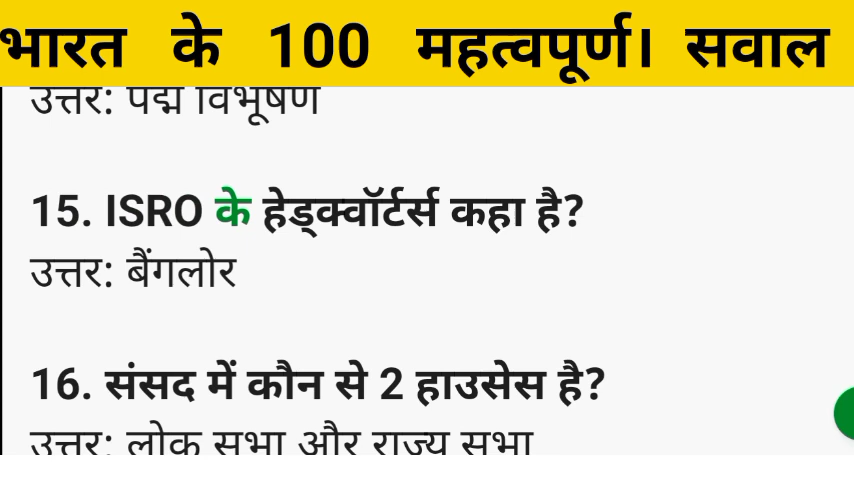 भारत के 100 महत्वपूर्ण। सवाल
उत्तर: पद्म विभूषण
15. ISRO के हेड्क्वॉर्टर्स कहा है?
उत्तर: बैंगलोर
16. संसद में कौन से 2 हाउसेस है?
उत्तर: लोक सभा और राज्य सभा